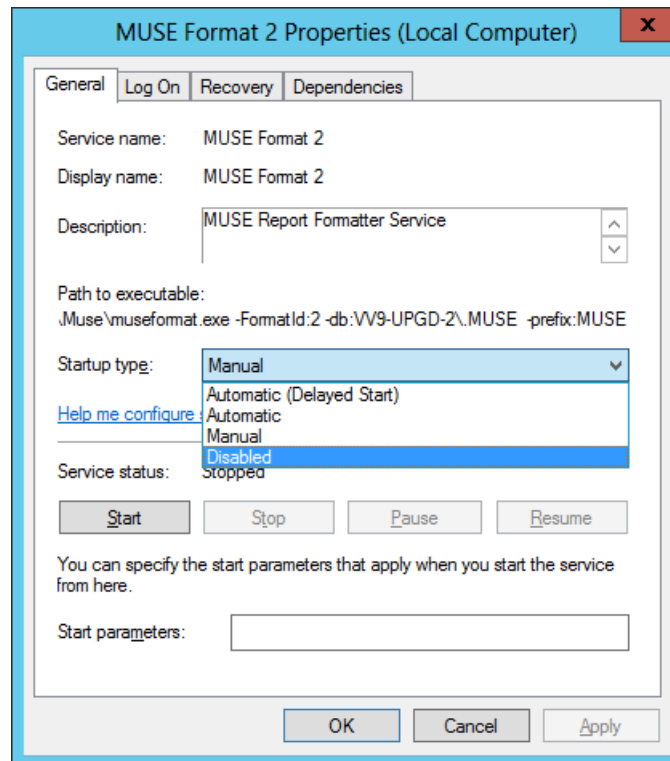 MUSE Format 2 Properties (Local Computer)
x
General Log On Recovery Dependencies
Service name: MUSE Format 2
Display name: MUSE Format 2
Description: MUSE Report Formatter Service
Path to executable:
.\Muse\museformat.exe -FormatId:2 -db:VV9-UPGD-2\.MUSE -prefix:MUSE
Startup type: Manual
Automatic (Delayed Start)
Help me configure s Automatic
Manual
Disabled
Service status: Stopped
Start Stop Pause Resume
You can specify the start parameters that apply when you start the service
from here.
Start parameters:
OK Cancel Apply